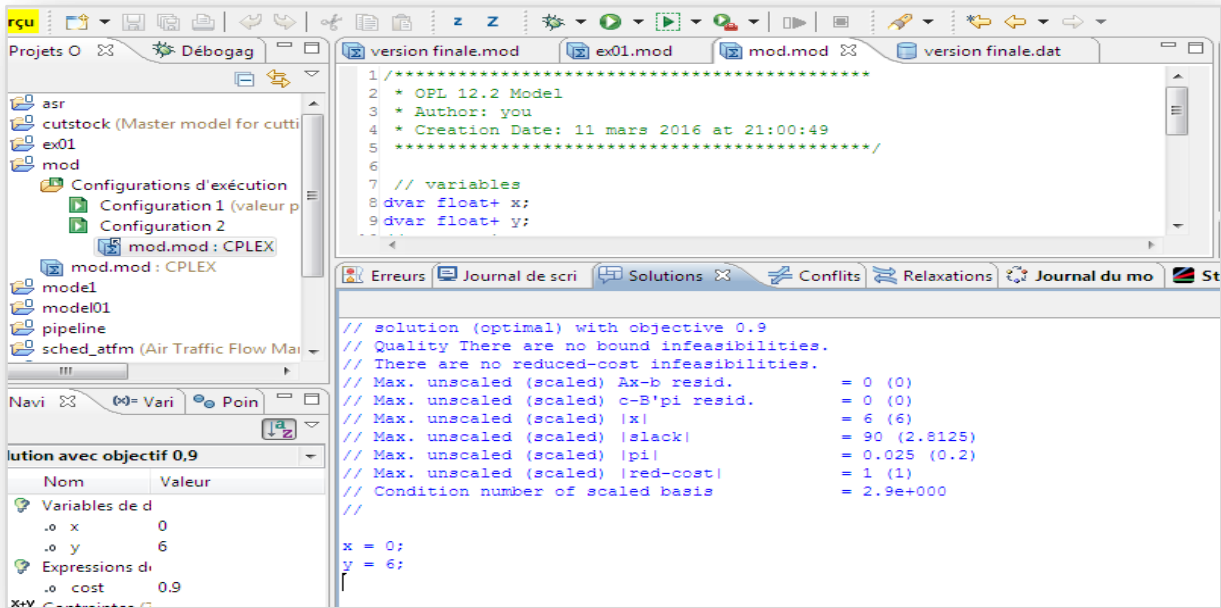 rçu
Projets O
Débogag
asr
cutstock (Master model for cutti
ex01
mod
Configurations d'exécution
Configuration 1 (valeur p
Configuration 2
mod.mod : CPLEX
mod.mod : CPLEX
mode1
model01
pipeline
sched_atfm (Air Traffic Flow Mai
Navi
(x)= Vari
Poin
lution avec objectif 0,9
Nom Valeur
Variables de d
x 0
y 6
Expressions de
cost 0.9
version finale.mod
ex01.mod
mod.mod
version finale.dat
1 /*********************************************
2 * OPL 12.2 Model
3 * Author: you
4 * Creation Date: 11 mars 2016 at 21:00:49
5 *********************************************/
6
7 // variables
8 dvar float+ x;
9 dvar float+ y;
Erreurs
Journal de scri
Solutions
Conflits
Relaxations
Journal du mo
St
// solution (optimal) with objective 0.9
// Quality There are no bound infeasibilities.
// There are no reduced-cost infeasibilities.
// Max. unscaled (scaled) Ax-b resid. = 0 (0)
// Max. unscaled (scaled) c-B'pi resid. = 0 (0)
// Max. unscaled (scaled) |x| = 6 (6)
// Max. unscaled (scaled) |slack| = 90 (2.8125)
// Max. unscaled (scaled) |pi| = 0.025 (0.2)
// Max. unscaled (scaled) |red-cost| = 1 (1)
// Condition number of scaled basis = 2.9e+000
//
x = 0;
y = 6;